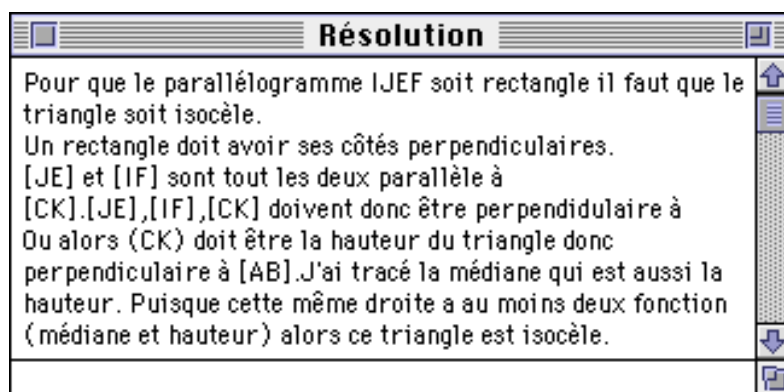 Résolution
Pour que le parallélogramme IJEF soit rectangle il faut que le
triangle soit isocèle.
Un rectangle doit avoir ses côtés perpendiculaires.
[JE] et [IF] sont tout les deux parallèle à
[CK].[JE],[IF],[CK] doivent donc être perpendidulaire à
Ou alors (CK) doit être la hauteur du triangle donc
perpendiculaire à [AB].J'ai tracé la médiane qui est aussi la
hauteur. Puisque cette même droite a au moins deux fonction
(médiane et hauteur) alors ce triangle est isocèle.